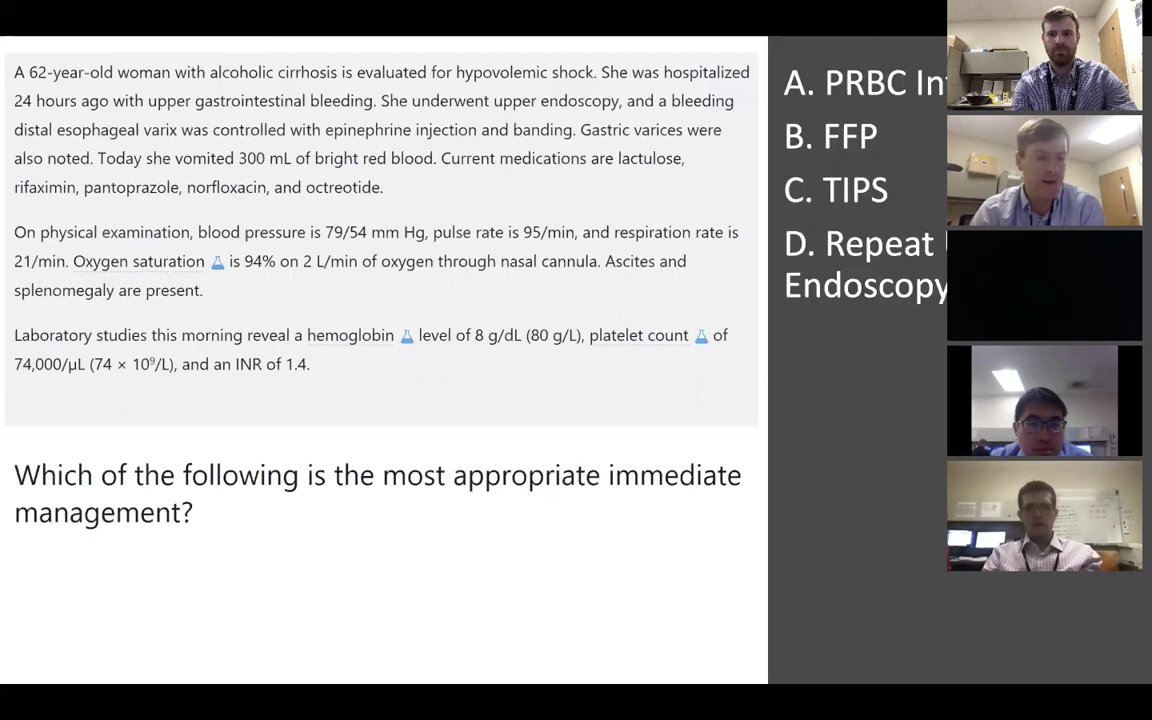 A 62-year-old woman with alcoholic cirrhosis is evaluated for hypovolemic shock. She was hospitalized
24 hours ago with upper gastrointestinal bleeding. She underwent upper endoscopy, and a bleeding
distal esophageal varix was controlled with epinephrine injection and banding. Gastric varices were
also noted. Today she vomited 300 mL of bright red blood. Current medications are lactulose,
rifaximin, pantoprazole, norfloxacin, and octreotide.
On physical examination, blood pressure is 79/54 mm Hg, pulse rate is 95/min, and respiration rate is
21/min. Oxygen saturation is 94% on 2 L/min of oxygen through nasal cannula. Ascites and
splenomegaly are present.
Laboratory studies this morning reveal a hemoglobin level of 8 g/dL (80 g/L), platelet count of
74,000/μL (74 × 10⁹/L), and an INR of 1.4.
Which of the following is the most appropriate immediate
management?
A. PRBC
B. FFP
C. TIPS
D. Repeat
Endoscopy